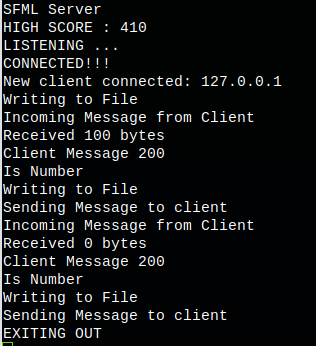 SFML Server
HIGH SCORE : 410
LISTENING ...
CONNECTED!!!
New client connected: 127.0.0.1
Writing to File
Incoming Message from Client
Received 100 bytes
Client Message 200
Is Number
Writing to File
Sending Message to client
Incoming Message from Client
Received 0 bytes
Client Message 200
Is Number
Writing to File
Sending Message to client
EXITING OUT